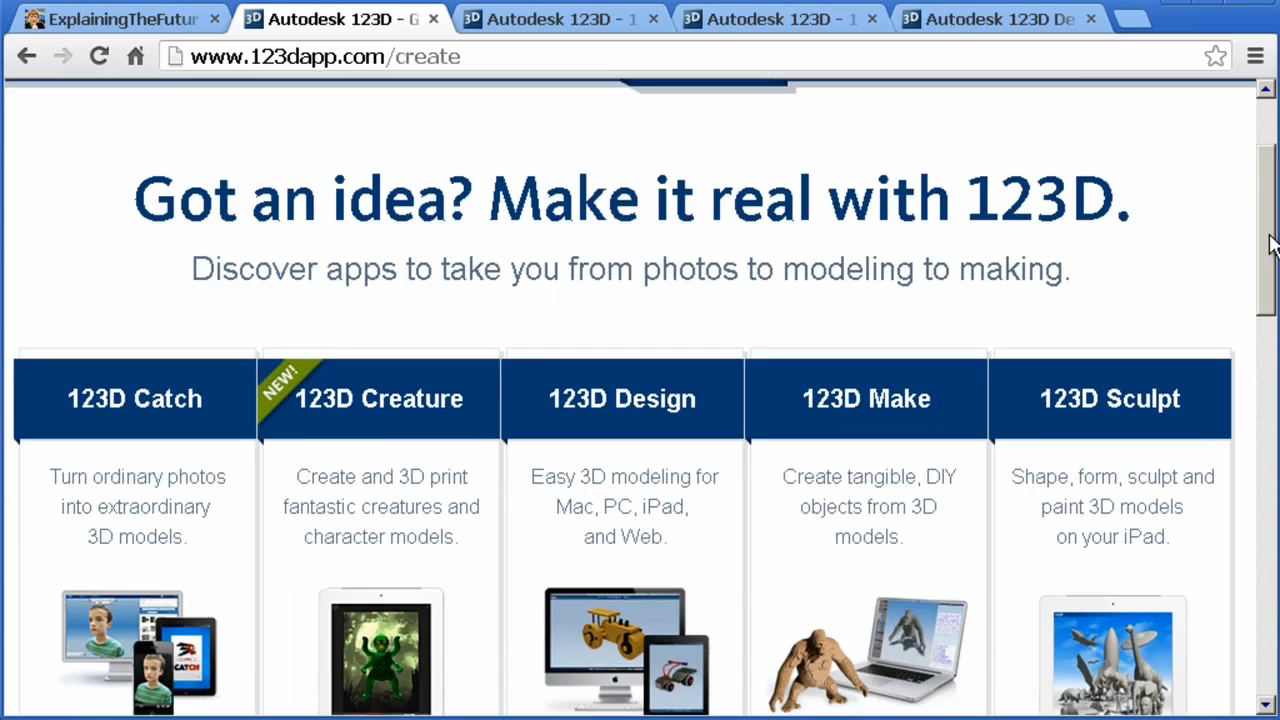 ExplainingTheFutur
Autodesk 123D - G
Autodesk 123D - 1
Autodesk 123D - 1
Autodesk 123D De
www.123dapp.com/create
Got an idea? Make it real with 123D.
Discover apps to take you from photos to modeling to making.
123D Catch
NEW!
123D Creature
123D Design
123D Make
123D Sculpt
Turn ordinary photos
into extraordinary
3D models.
Create and 3D print
fantastic creatures and
character models.
Easy 3D modeling for
Mac, PC, iPad,
and Web.
Create tangible, DIY
objects from 3D
models.
Shape, form, sculpt and
paint 3D models
on your iPad.
CATCH